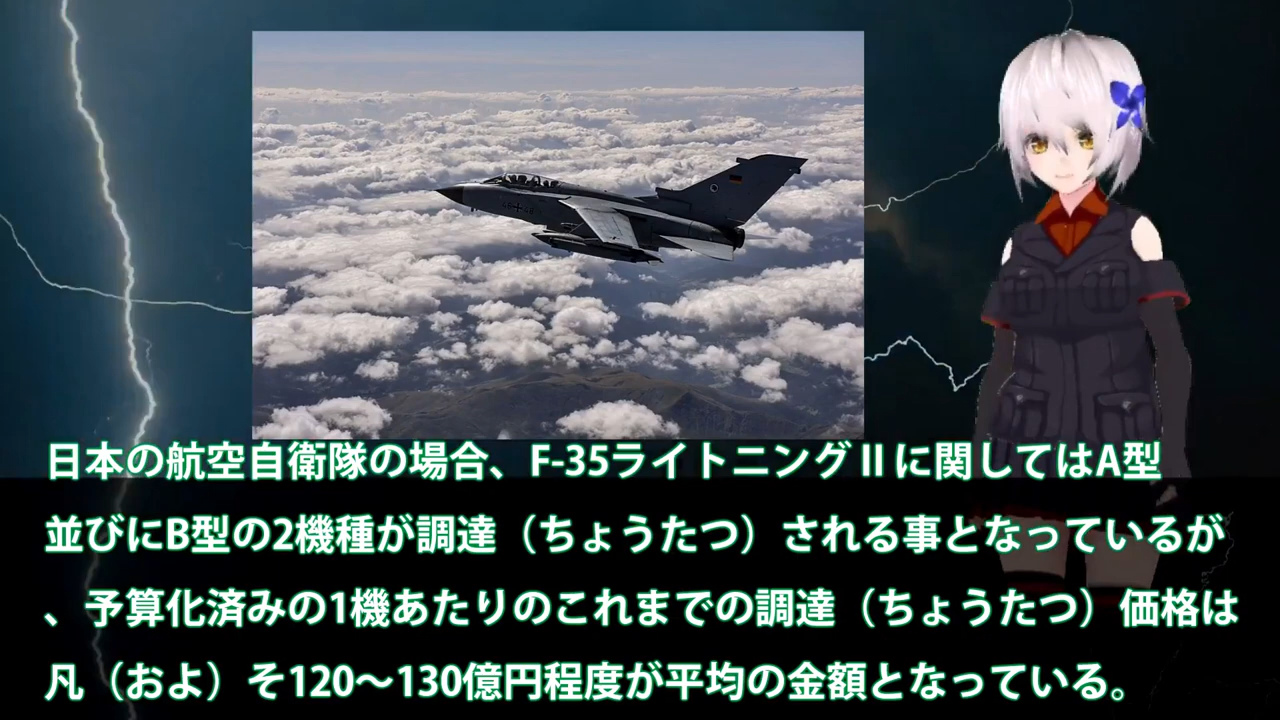 日本の航空自衛隊の場合、F-35ライトニングⅡに関してはA型
並びにB型の2機種が調達（ちょうたつ）される事となっているが
、予算化済みの1機あたりのこれまでの調達（ちょうたつ）価格は
凡（およ）そ120〜130億円程度が平均の金額となっている。